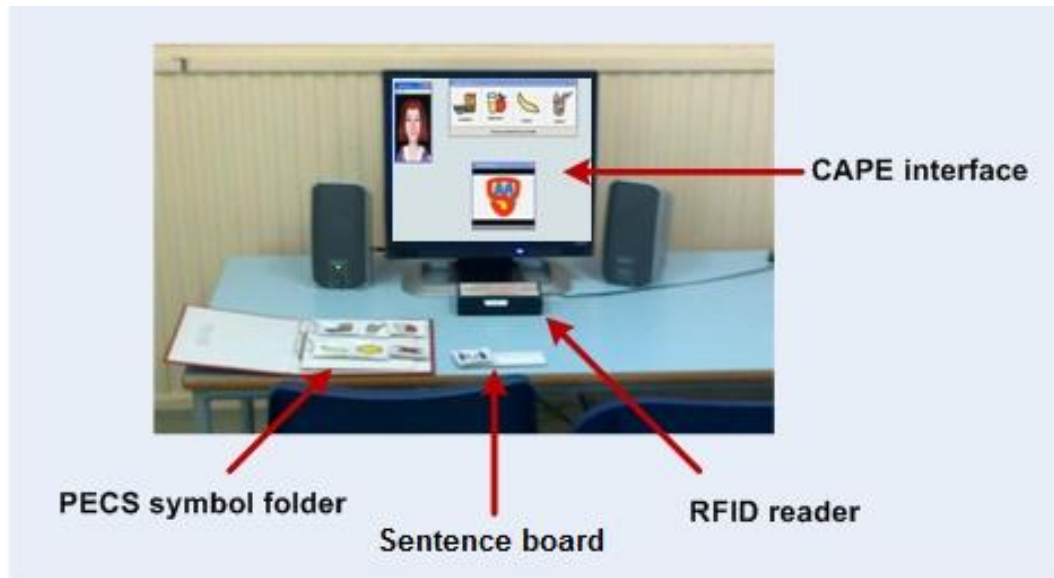 CAPE interface
PECS symbol folder
RFID reader
Sentence board